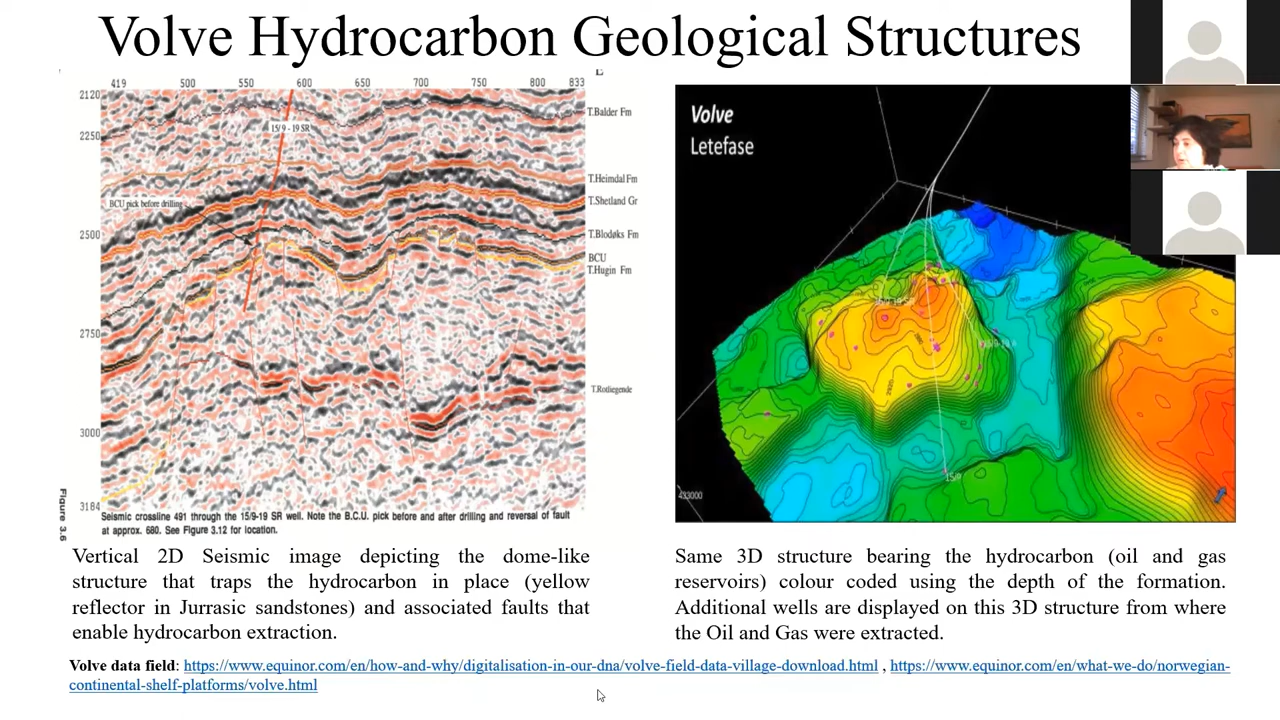 Volve Hydrocarbon Geological Structures
419 500 550 600 650 700 750 800 833
2120
2250
2500
2750
3000
3184
15/9 - 19 SR
BCU pick before drilling
T.Balder Fm
T.Heimdal Fm
T.Shetland Gr
T.Blodøks Fm
BCU
T.Hugin Fm
T.Rotliegende
Figure 3.6
Seismic crossline 491 through the 15/9-19 SR well. Note the B.C.U. pick before and after drilling and reversal of fault
at approx. 680. See Figure 3.12 for location.
Volve
Letefase
15/9-19 SR
15/9
433000
Vertical 2D Seismic image depicting the dome-like
structure that traps the hydrocarbon in place (yellow
reflector in Jurrasic sandstones) and associated faults that
enable hydrocarbon extraction.
Same 3D structure bearing the hydrocarbon (oil and gas
reservoirs) colour coded using the depth of the formation.
Additional wells are displayed on this 3D structure from where
the Oil and Gas were extracted.
Volve data field: https://www.equinor.com/en/how-and-why/digitalisation-in-our-dna/volve-field-data-village-download.html , https://www.equinor.com/en/what-we-do/norwegian-
continental-shelf-platforms/volve.html